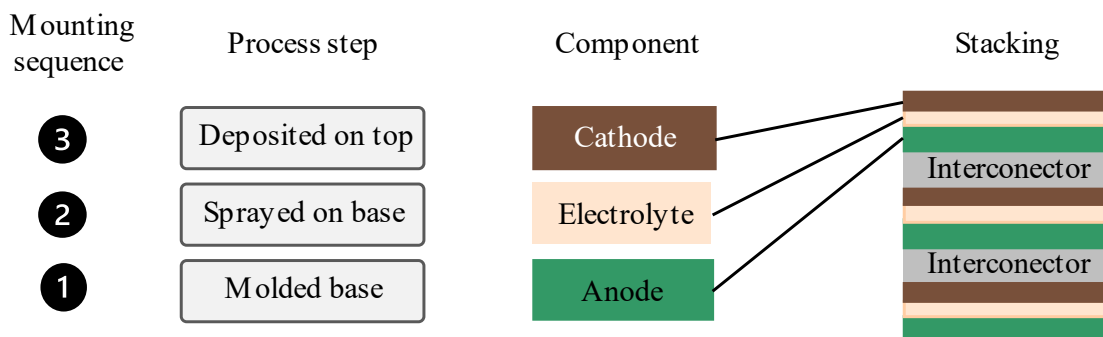 Mounting
sequence
Process step
Component
Stacking
3
Deposited on top
Cathode
Interconector
2
Sprayed on base
Electrolyte
Interconector
1
Molded base
Anode